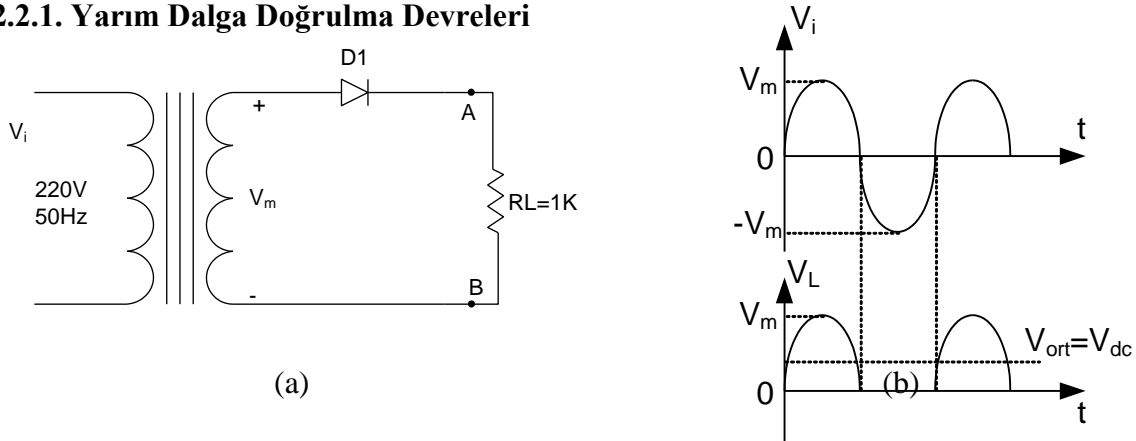 2.2.1. Yarım Dalga Doğrulma Devreleri
D1
+
A
Vi
220V
50Hz
Vm
RL=1K
-
B
(a)
Vi
Vm
t
0
-Vm
VL
Vm
Vort=Vdc
0
t
(b)